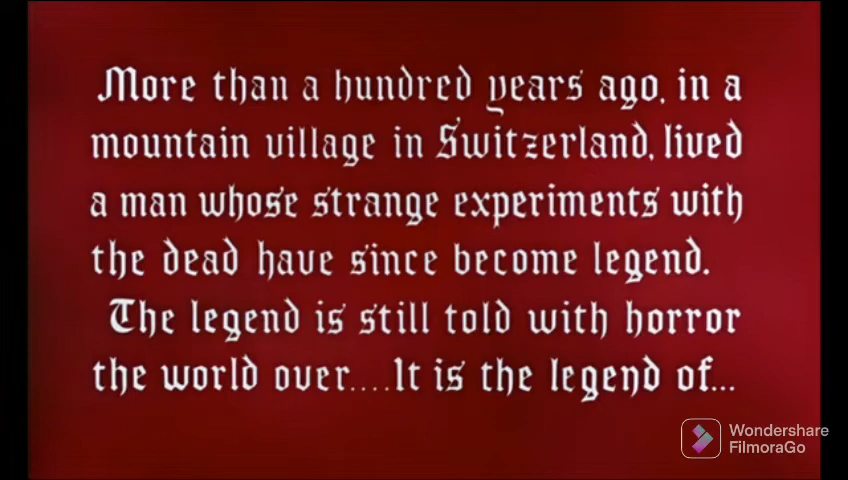 More than a hundred years ago, in a
mountain village in Switzerland, lived
a man whose strange experiments with
the dead have since become legend.
The legend is still told with horror
the world over....It is the legend of...
Wondershare
FilmoraGo